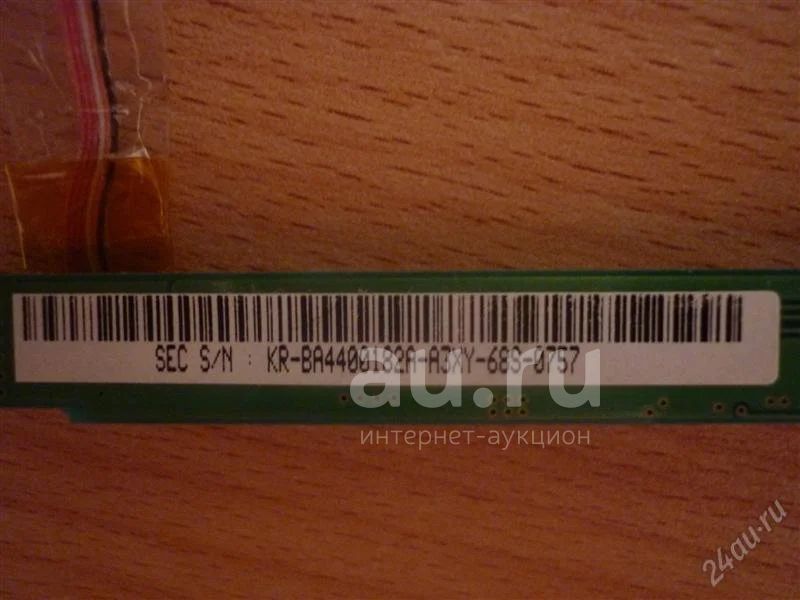 SEC S/N : KR-BA4400182A-A3XY-68S-0757
au.ru
интернет-аукцион
24au.ru